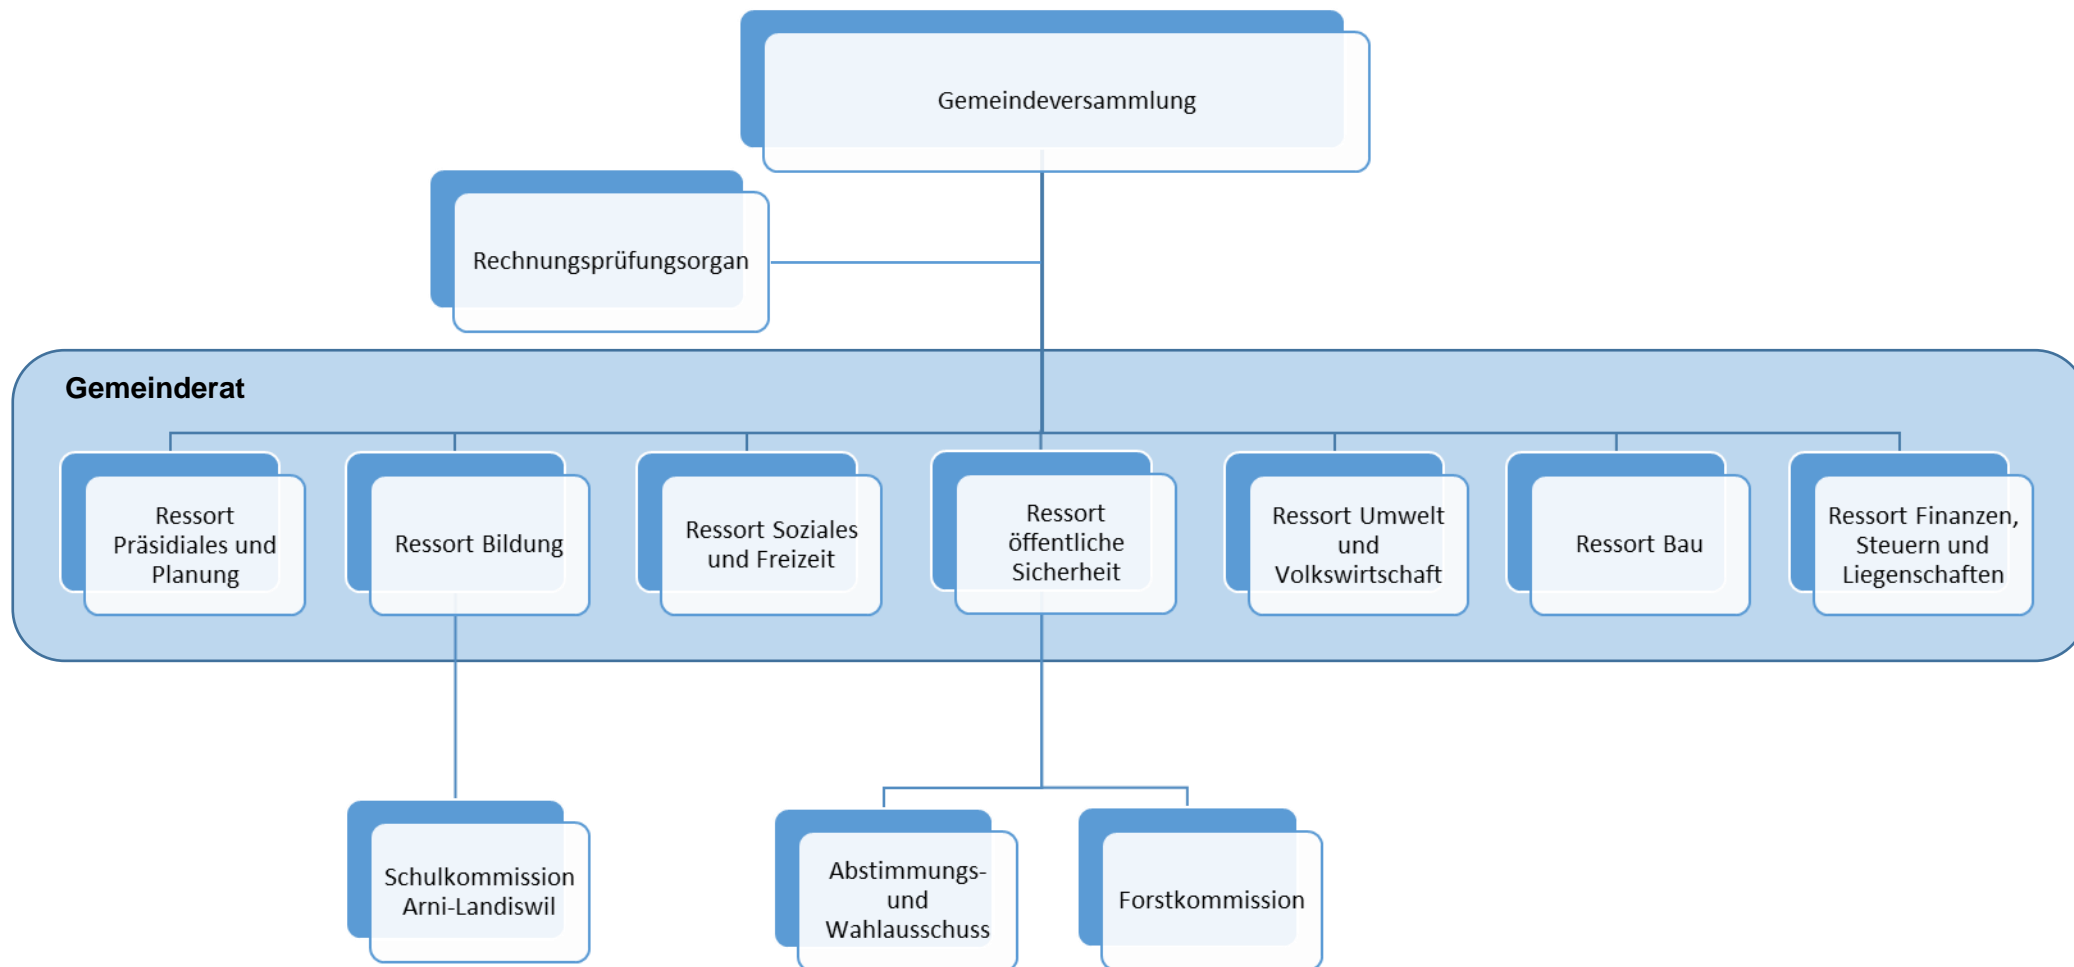 Gemeindeversammlung
Rechnungsprüfungsorgan
Gemeinderat
Ressort
Präsidiales und
Planung
Ressort Bildung
Ressort Soziales
und Freizeit
Ressort
öffentliche
Sicherheit
Ressort Umwelt
und
Volkswirtschaft
Ressort Bau
Ressort Finanzen,
Steuern und
Liegenschaften
Schulkommission
Arni-Landiswil
Abstimmungs-
und
Wahlausschuss
Forstkommission